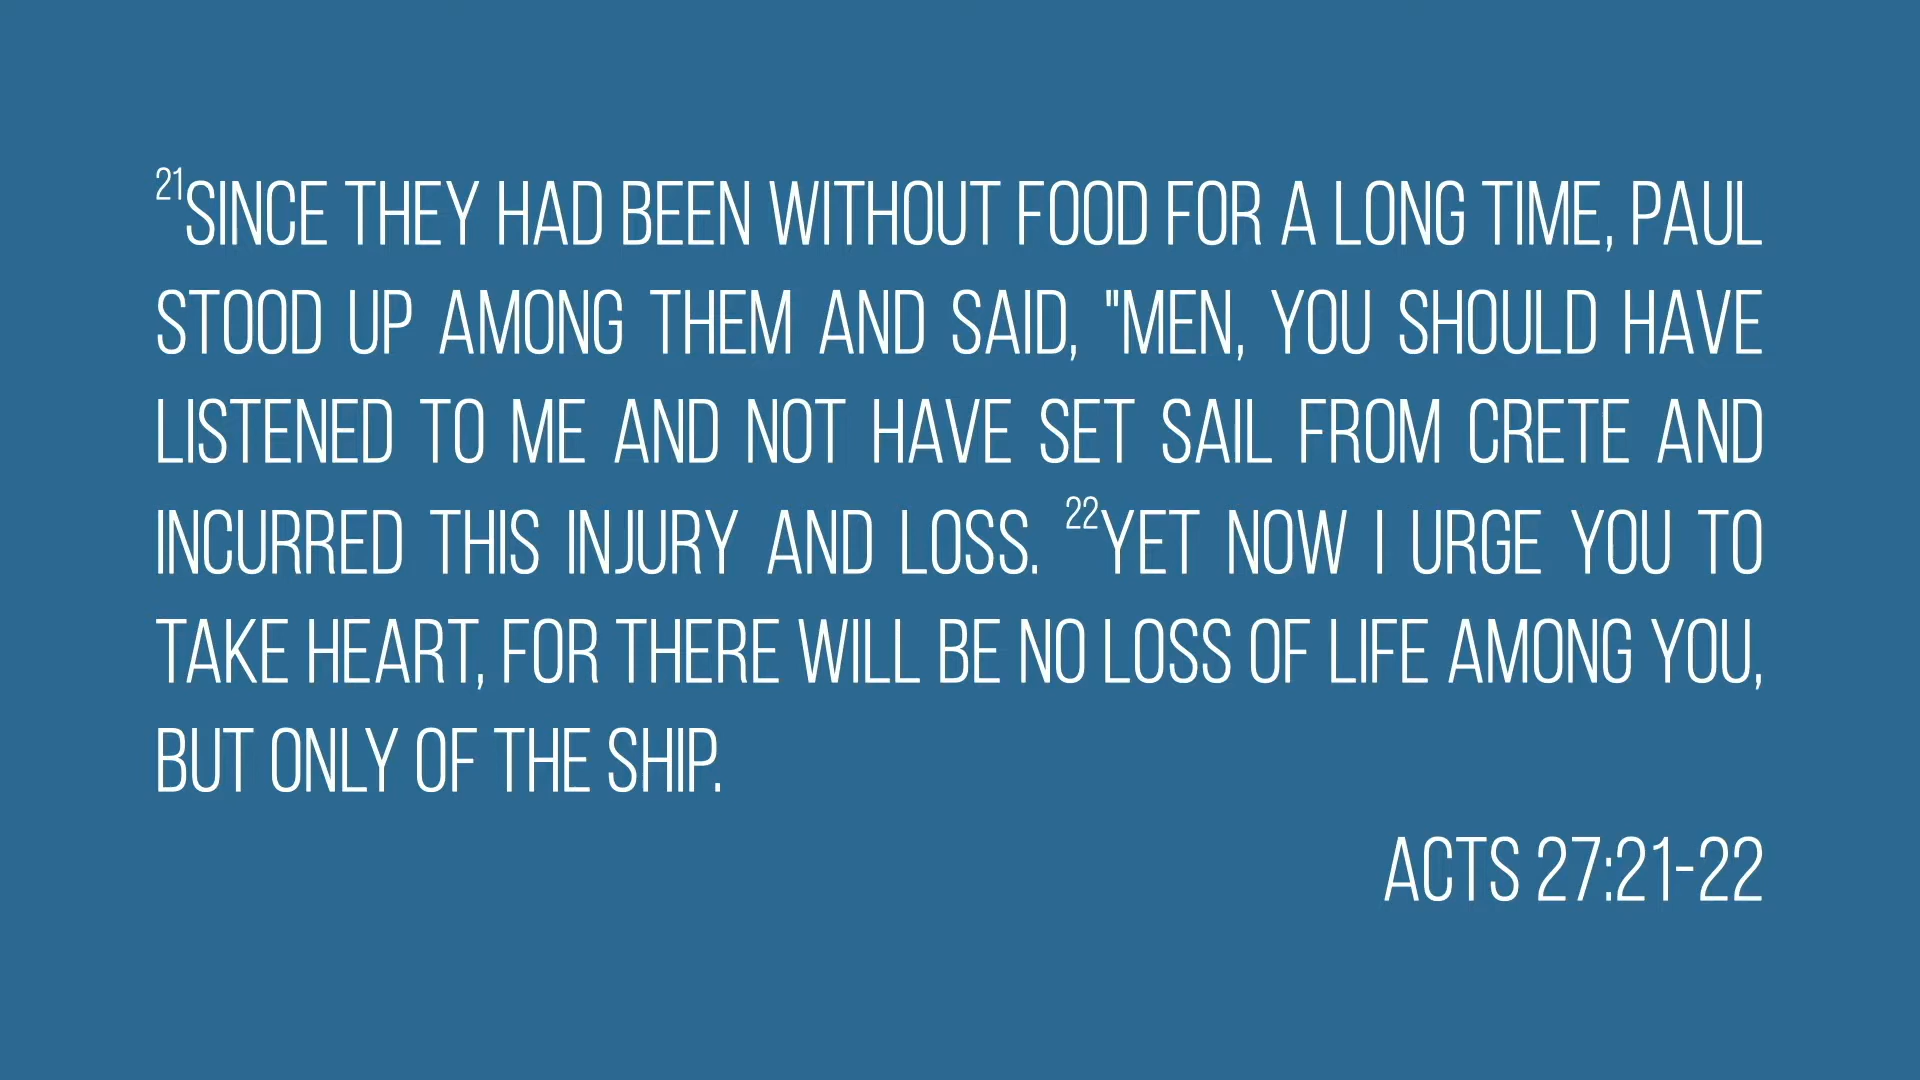 21SINCE THEY HAD BEEN WITHOUT FOOD FOR A LONG TIME, PAUL
STOOD UP AMONG THEM AND SAID, "MEN, YOU SHOULD HAVE
LISTENED TO ME AND NOT HAVE SET SAIL FROM CRETE AND
INCURRED THIS INJURY AND LOSS. 22YET NOW I URGE YOU TO
TAKE HEART, FOR THERE WILL BE NO LOSS OF LIFE AMONG YOU,
BUT ONLY OF THE SHIP.
ACTS 27:21-22